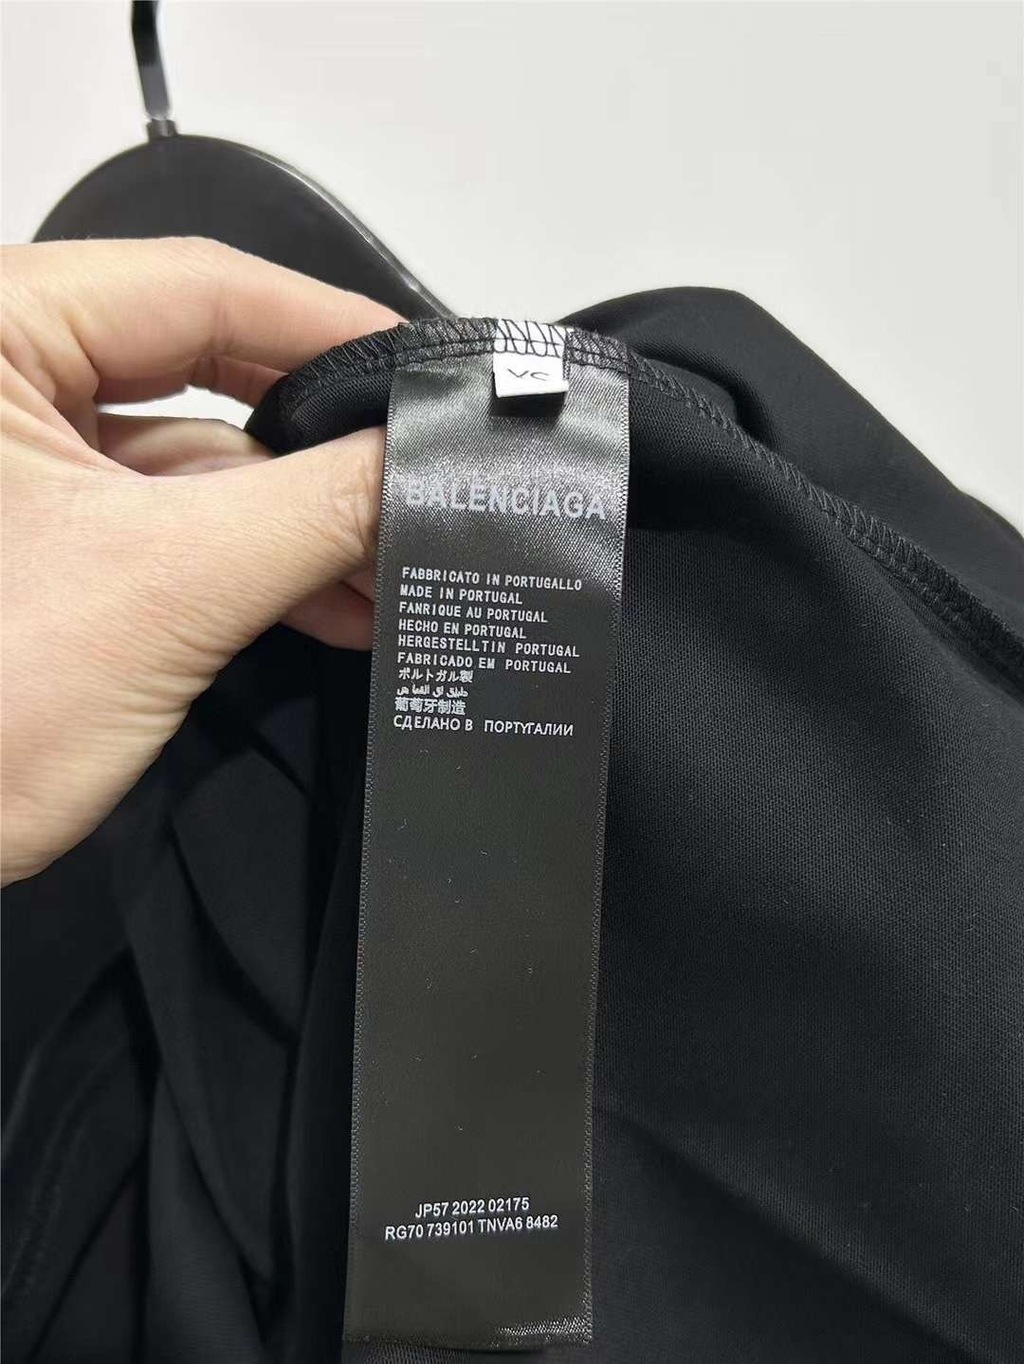 VC
BALENCIAGA
FABBRICATO IN PORTUGALLO
MADE IN PORTUGAL
FANRIQUE AU PORTUGAL
HECHO EN PORTUGAL
HERGESTELLTIN PORTUGAL
FABRICADO EM PORTUGAL
ポルトガル製
葡萄牙制造
СДЕЛАНО В ПОРТУГАЛИИ
JP57 2022 02175
RG70 739101 TNVA6 8482